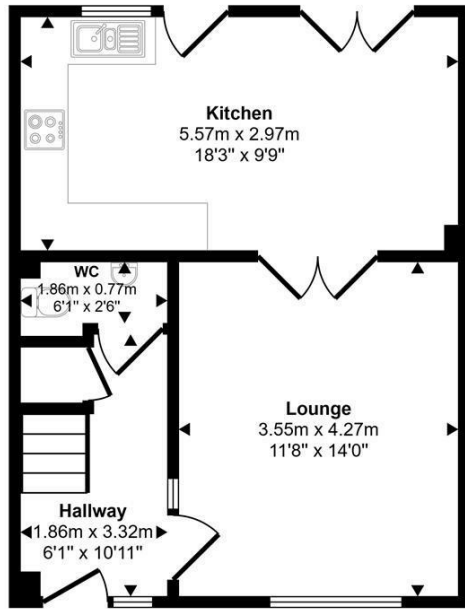 Kitchen
5.57m x 2.97m
18'3" x 9'9"
WC
1.86m x 0.77m
6'1" x 2'6"
Lounge
3.55m x 4.27m
11'8" x 14'0"
Hallway
1.86m x 3.32m
6'1" x 10'11"